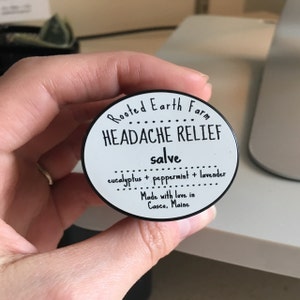 Rooted Earth Farm
HEADACHE RELIEF
salve
eucalyptus + peppermint + lavender
Made with love in
Casco, Maine